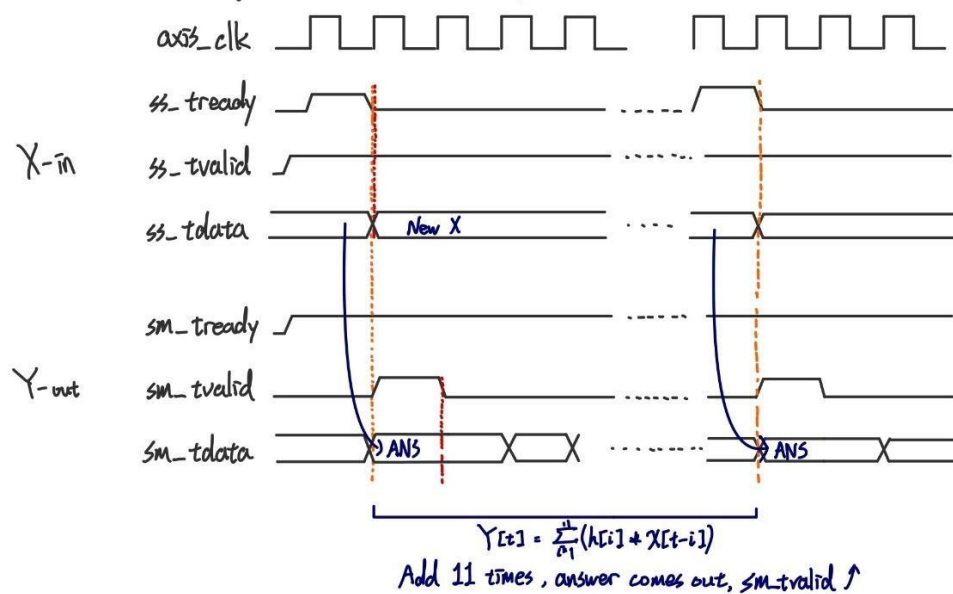 axis_clk
ss_tready
X-in
ss_tvalid
ss_tdata
New X
sm_tready
Y-out
sm_tvalid
sm_tdata
ANS
ANS
Y[t] = Σ(h[i] * X[t-i])
Add 11 times, answer comes out, sm_tvalid ↑